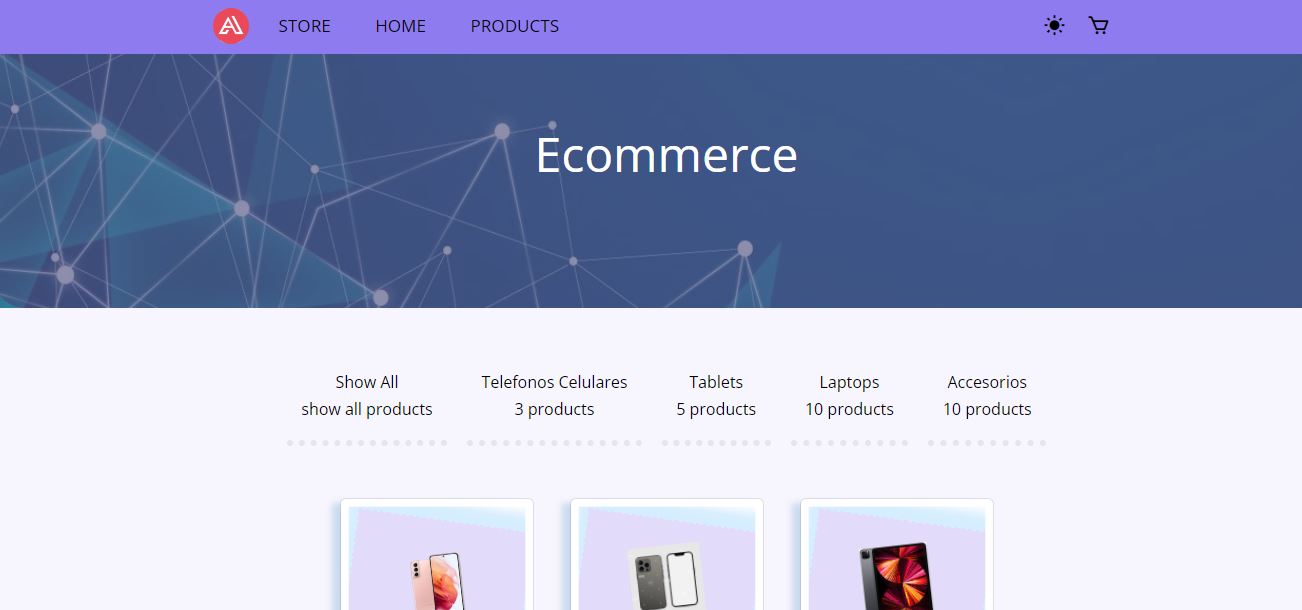 STORE HOME PRODUCTS
Ecommerce
Show All
show all products
Telefonos Celulares
3 products
Tablets
5 products
Laptops
10 products
Accesorios
10 products